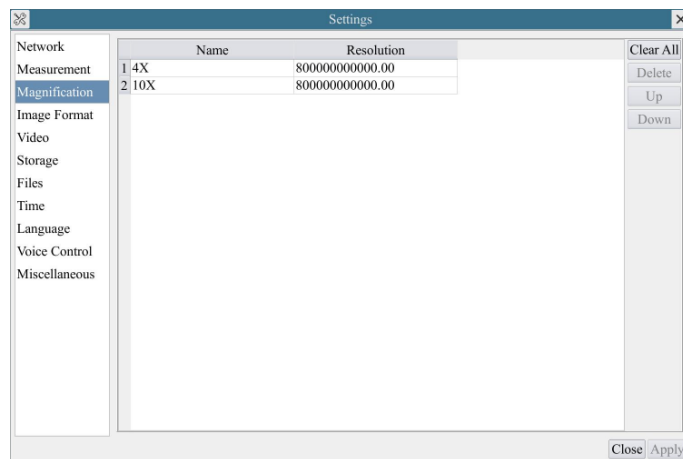 Settings
Network
Measurement
Magnification
Image Format
Video
Storage
Files
Time
Language
Voice Control
Miscellaneous
Name Resolution
1 4X 800000000000.00
2 10X 800000000000.00
Clear All
Delete
Up
Down
Close Apply